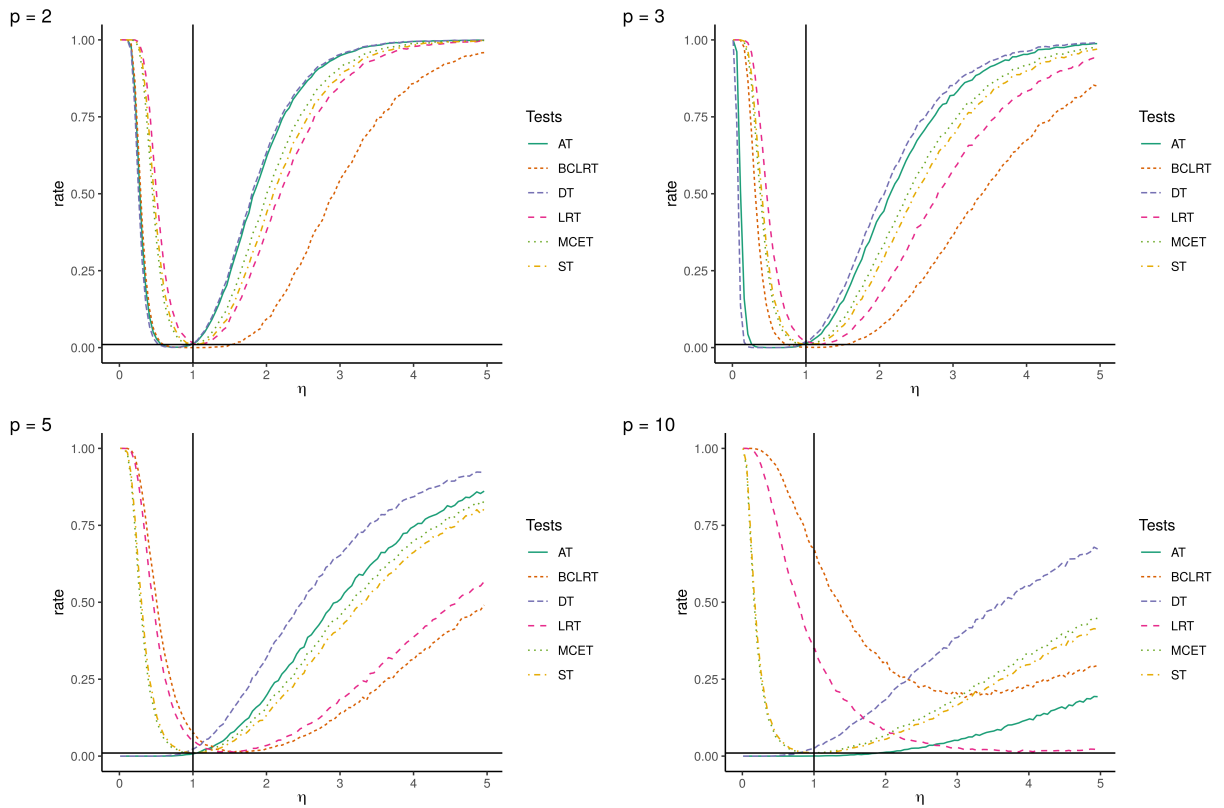 p = 2
1.00
0.75
0.50
0.25
0.00
rate
0 1 2 3 4 5
η
Tests
AT
BCLRT
DT
LRT
MCET
ST
p = 3
1.00
0.75
0.50
0.25
0.00
rate
0 1 2 3 4 5
η
Tests
AT
BCLRT
DT
LRT
MCET
ST
p = 5
1.00
0.75
0.50
0.25
0.00
rate
0 1 2 3 4 5
η
Tests
AT
BCLRT
DT
LRT
MCET
ST
p = 10
1.00
0.75
0.50
0.25
0.00
rate
0 1 2 3 4 5
η
Tests
AT
BCLRT
DT
LRT
MCET
ST